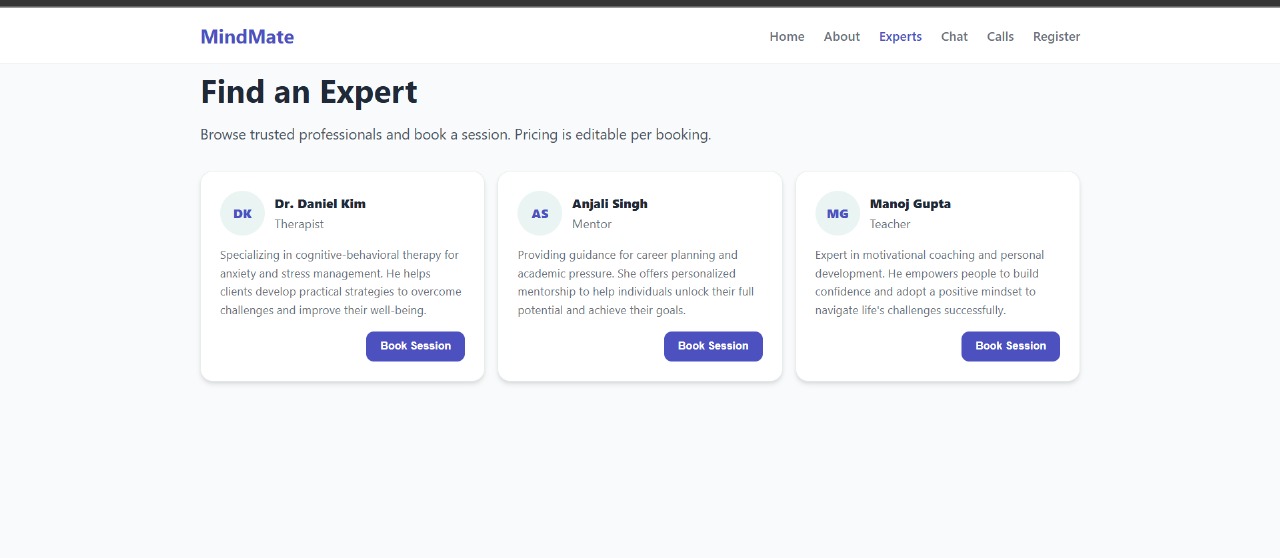 MindMate
Home About Experts Chat Calls Register
Find an Expert
Browse trusted professionals and book a session. Pricing is editable per booking.
DK
Dr. Daniel Kim
Therapist
Specializing in cognitive-behavioral therapy for
anxiety and stress management. He helps
clients develop practical strategies to overcome
challenges and improve their well-being.
Book Session
AS
Anjali Singh
Mentor
Providing guidance for career planning and
academic pressure. She offers personalized
mentorship to help individuals unlock their full
potential and achieve their goals.
Book Session
MG
Manoj Gupta
Teacher
Expert in motivational coaching and personal
development. He empowers people to build
confidence and adopt a positive mindset to
navigate life's challenges successfully.
Book Session